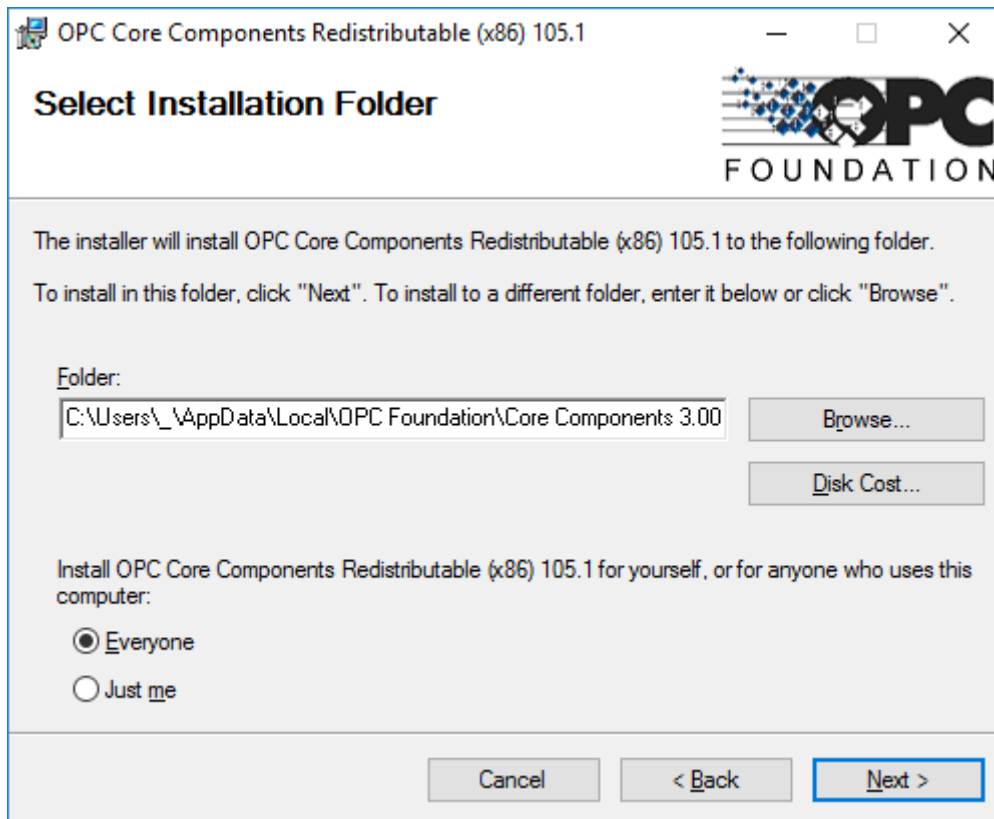 OPC Core Components Redistributable (x86) 105.1
Select Installation Folder
OPC
FOUNDATION
The installer will install OPC Core Components Redistributable (x86) 105.1 to the following folder.
To install in this folder, click "Next". To install to a different folder, enter it below or click "Browse".
Folder:
C:\Users\_\AppData\Local\OPC Foundation\Core Components 3.00
Browse...
Disk Cost...
Install OPC Core Components Redistributable (x86) 105.1 for yourself, or for anyone who uses this
computer:
Everyone
Just me
Cancel
< Back
Next >